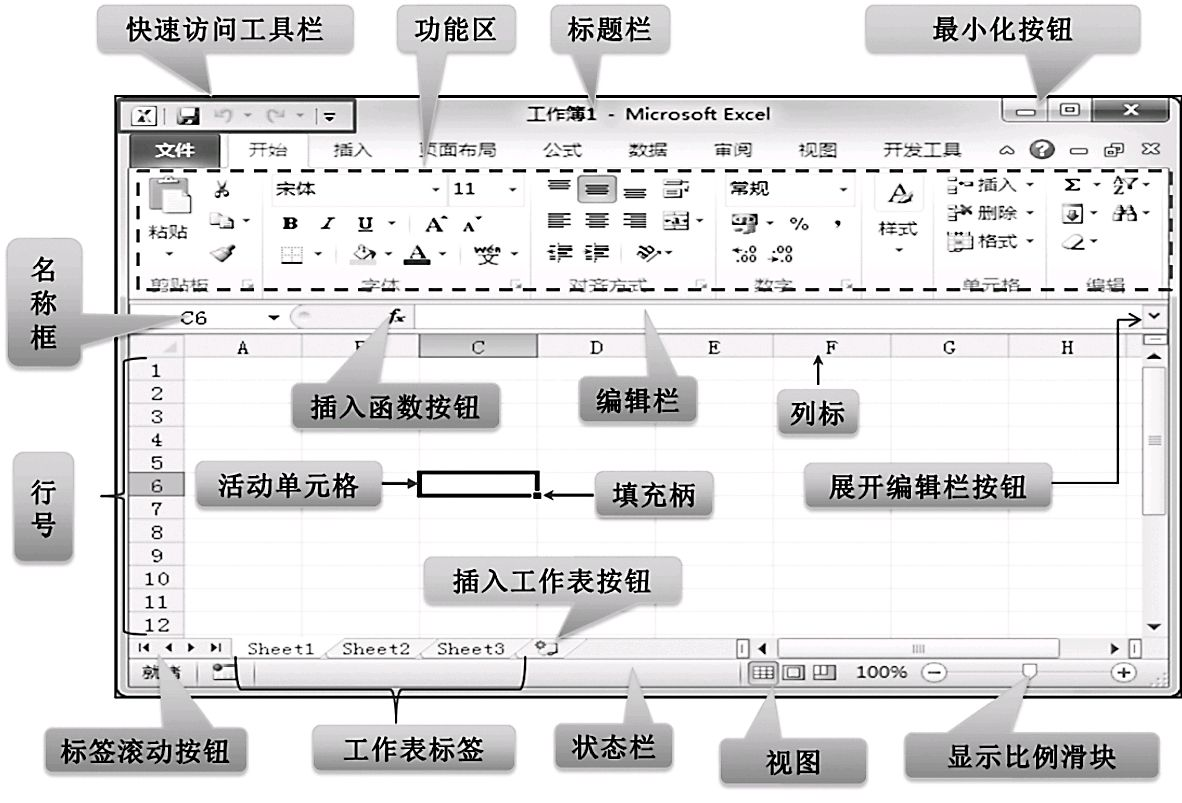 快速访问工具栏 功能区 标题栏 最小化按钮
工作簿1 - Microsoft Excel
文件 开始 插入 页面布局 公式 数据 审阅 视图 开发工具
宋体 11 常规 插入
粘贴 B I U A A % , 样式 删除
A wén 文 格式
剪贴板 字体 对齐方式 数字 单元格 编辑
名称框
C6 fx
A C D E F G H
1
2
3
4
5
6
7
8
9
10
11
12
插入函数按钮 编辑栏 列标
行号
活动单元格 填充柄 展开编辑栏按钮
插入工作表按钮
Sheet1 Sheet2 Sheet3
就绪 100%
标签滚动按钮 工作表标签 状态栏 视图 显示比例滑块